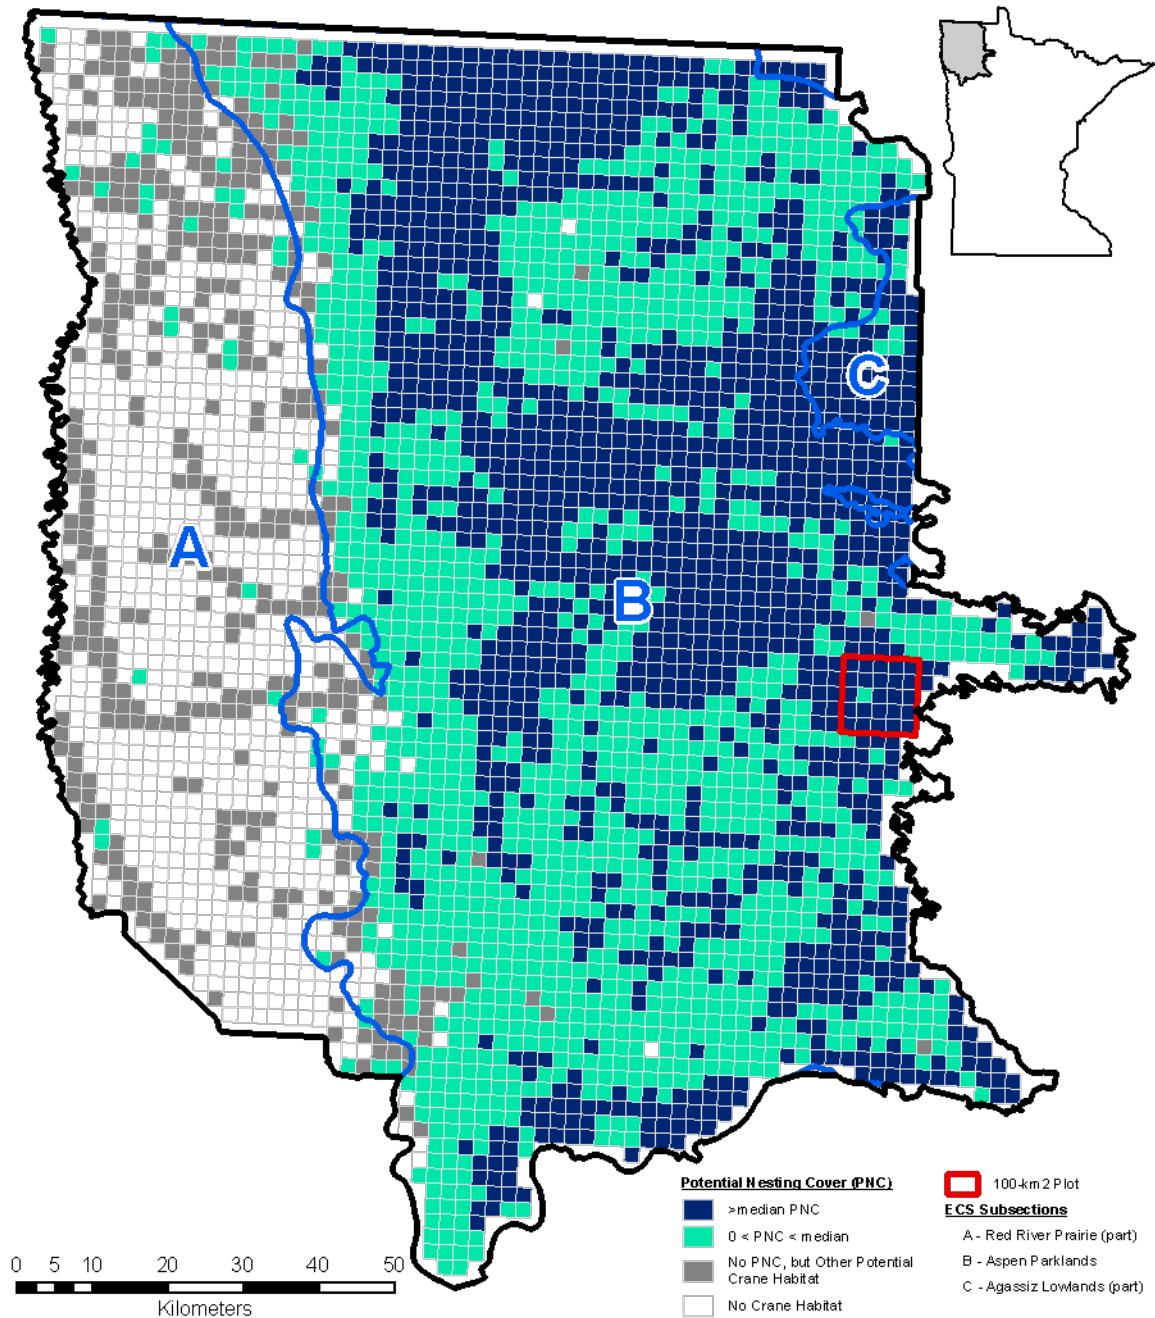 C
A
B
Potential Nesting Cover (PNC)
>median PNC
0 < PNC < median
No PNC, but Other Potential
Crane Habitat
No Crane Habitat
100-km2 Plot
ECS Subsections
A - Red River Prairie (part)
B - Aspen Parklands
C - Agassiz Lowlands (part)
0 5 10 20 30 40 50
Kilometers